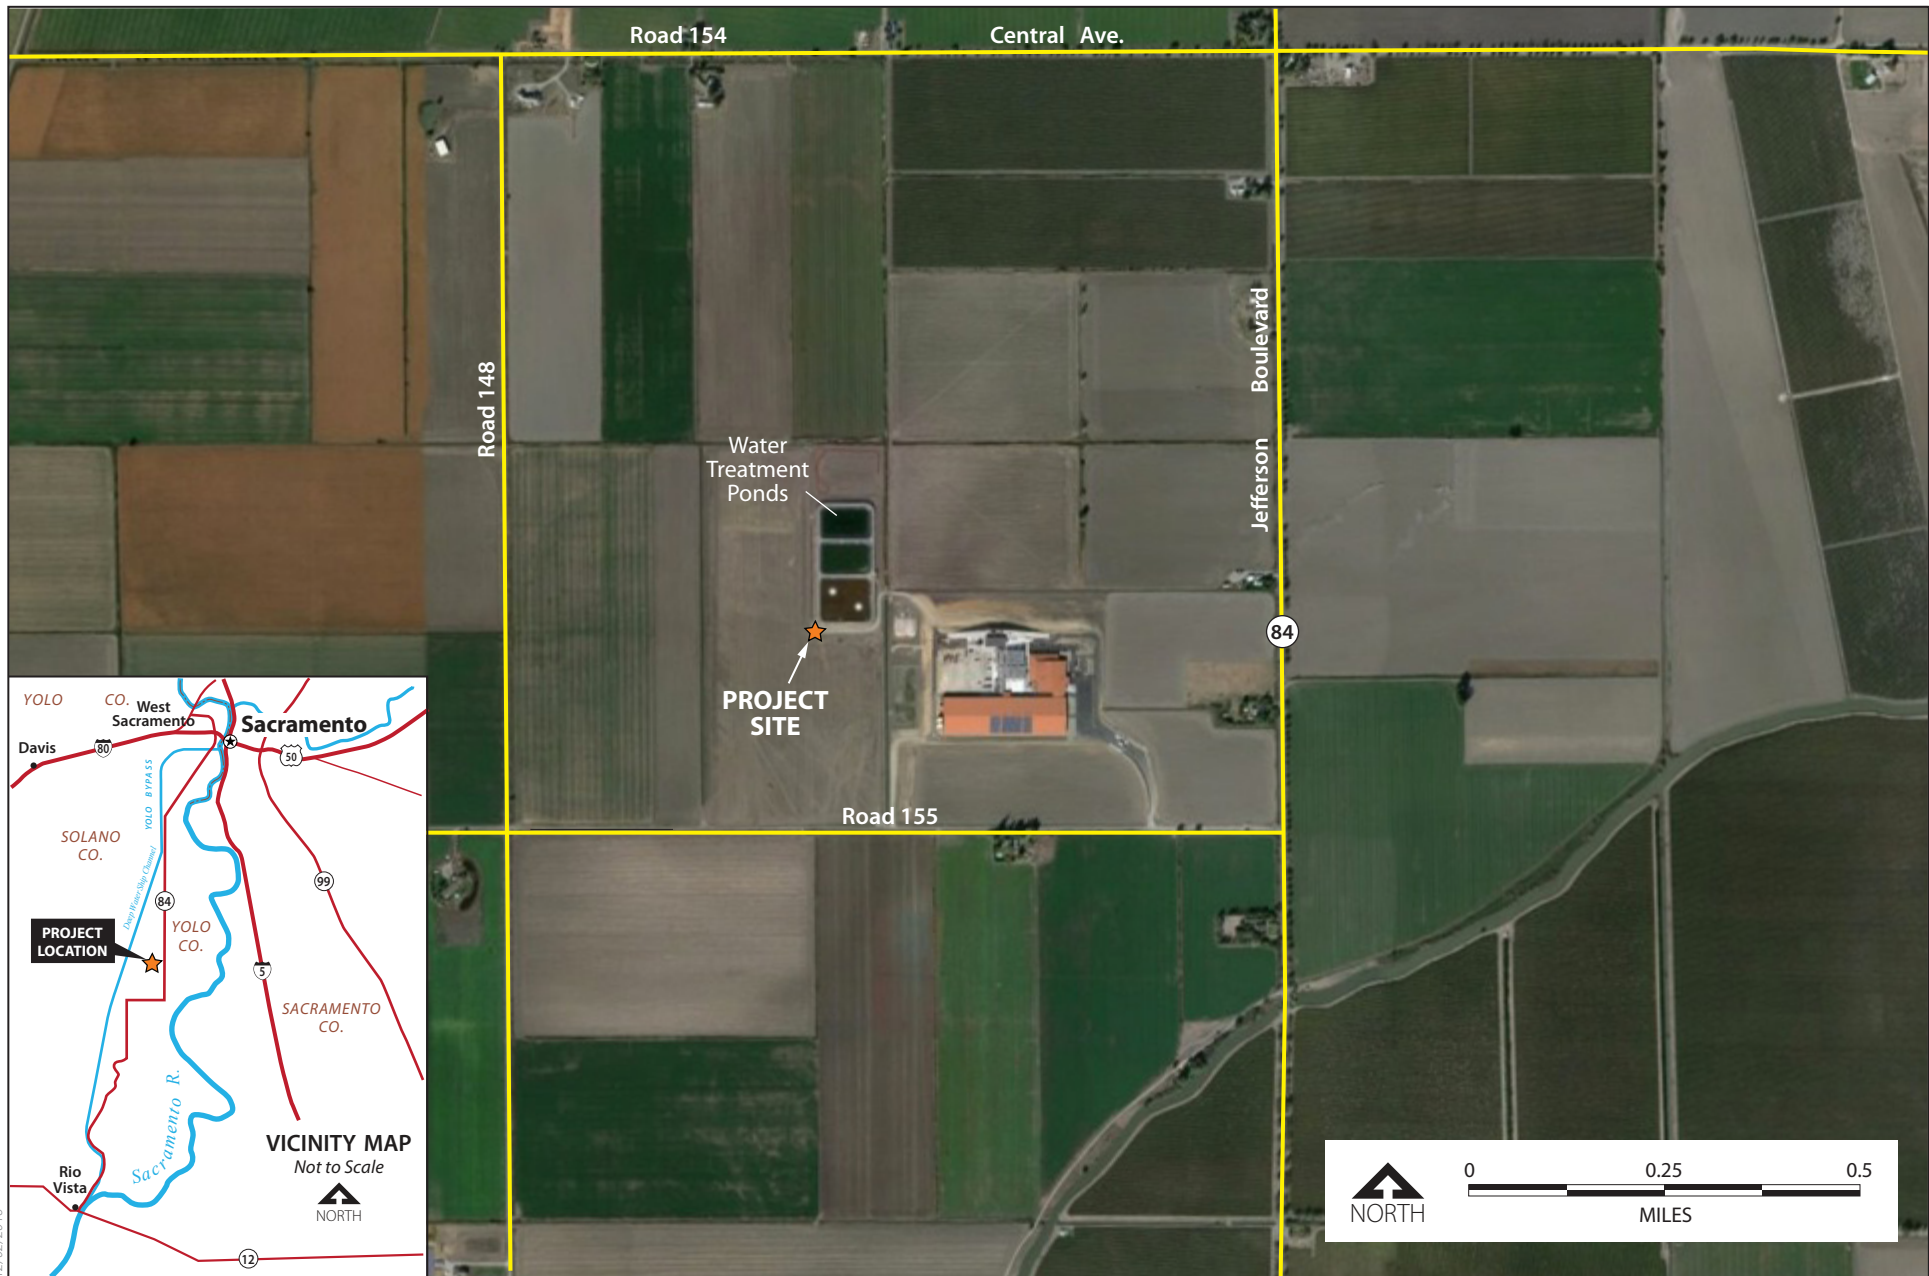 Road 154
Central Ave.
Road 148
Jefferson Boulevard
Water
Treatment
Ponds
84
PROJECT
SITE
Road 155
YOLO CO.
West
Sacramento
Sacramento
Davis
80
50
YOLO BYPASS
SOLANO
CO.
Deep Water Ship Channel
99
84
YOLO
CO.
PROJECT
LOCATION
5
SACRAMENTO
CO.
Sacramento R.
VICINITY MAP
Not to Scale
NORTH
Rio
Vista
12
0 0.25 0.5
NORTH
MILES